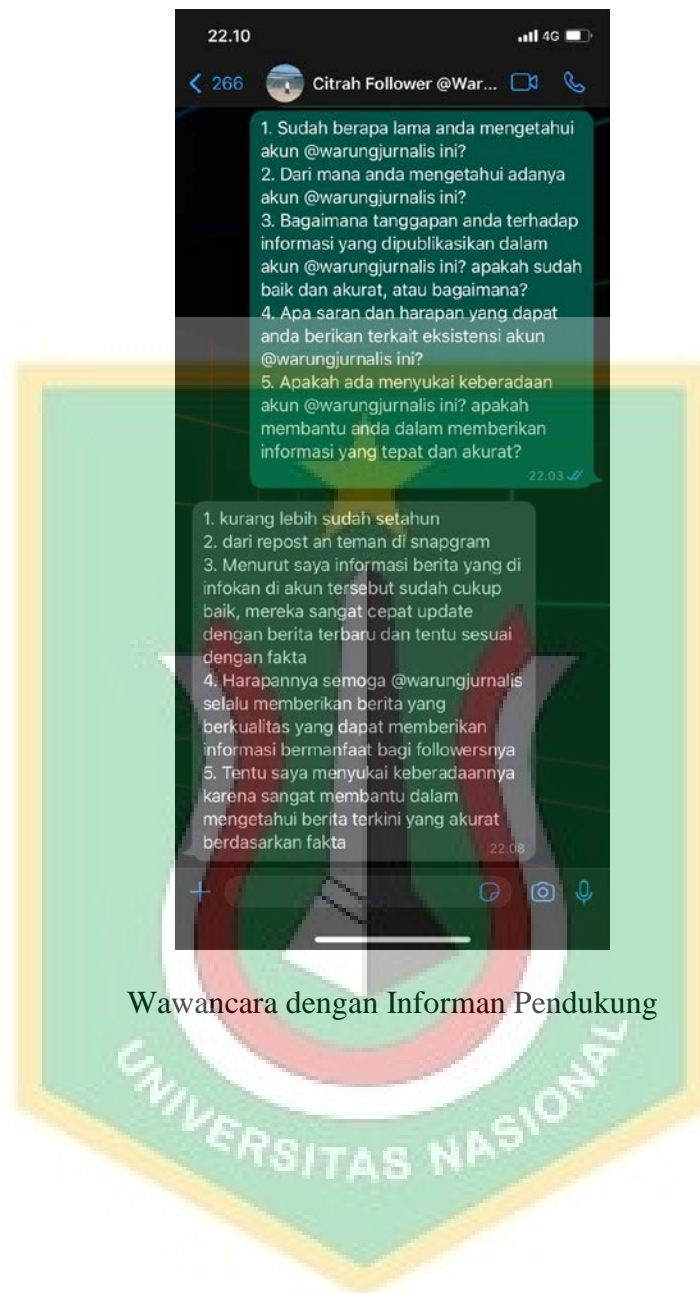 22.10
4G
266
Citrah Follower @War...
1. Sudah berapa lama anda mengetahui
akun @warungjurnalis ini?
2. Dari mana anda mengetahui adanya
akun @warungjurnalis ini?
3. Bagaimana tanggapan anda terhadap
informasi yang dipublikasikan dalam
akun @warungjurnalis ini? apakah sudah
baik dan akurat, atau bagaimana?
4. Apa saran dan harapan yang dapat
anda berikan terkait eksistensi akun
@warungjurnalis ini?
5. Apakah ada menyukai keberadaan
akun @warungjurnalis ini? apakah
membantu anda dalam memberikan
informasi yang tepat dan akurat?
22.03
1. kurang lebih sudah setahun
2. dari repost an teman di snapgram
3. Menurut saya informasi berita yang di
infokan di akun tersebut sudah cukup
baik, mereka sangat cepat update
dengan berita terbaru dan tentu sesuai
dengan fakta
4. Harapannya semoga @warungjurnalis
selalu memberikan berita yang
berkualitas yang dapat memberikan
informasi bermanfaat bagi followersnya
5. Tentu saya menyukai keberadaannya
karena sangat membantu dalam
mengetahui berita terkini yang akurat
berdasarkan fakta
22.08
Wawancara dengan Informan Pendukung
UNIVERSITAS NASIONAL